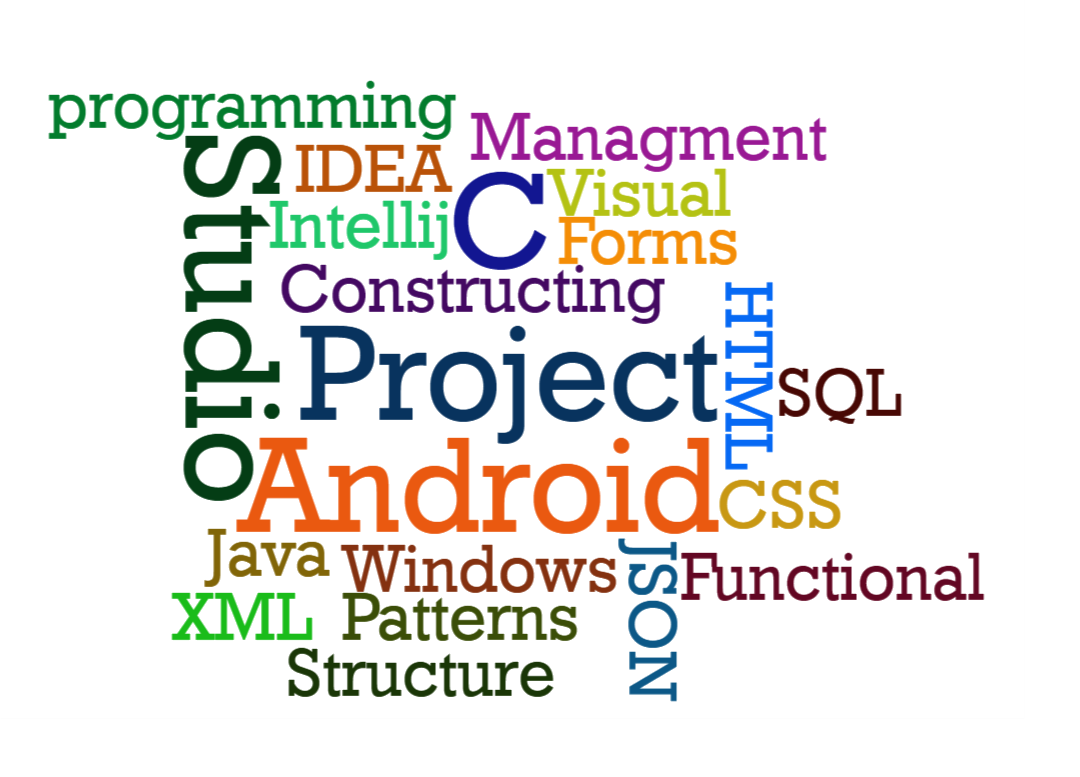 programming
Managment
Studio
IDEA
C
Visual
Intellij
Forms
Constructing
HTML
Project
SQL
Android
CSS
Java
Windows
JSON
Functional
XML
Patterns
Structure